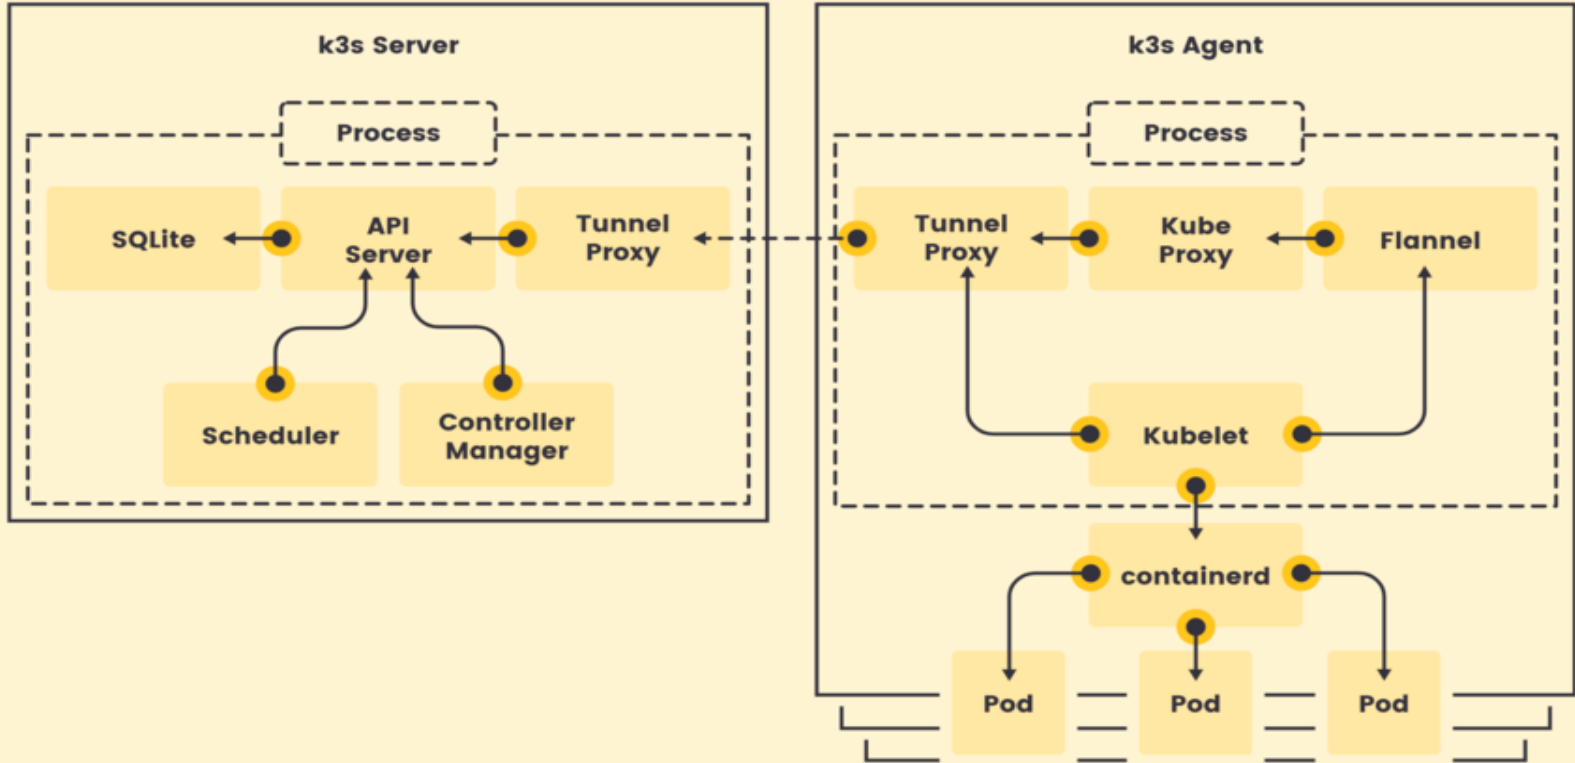 k3s Server
Process
SQLite
API
Server
Tunnel
Proxy
Scheduler
Controller
Manager
k3s Agent
Process
Tunnel
Proxy
Kube
Proxy
Flannel
Kubelet
containerd
Pod
Pod
Pod